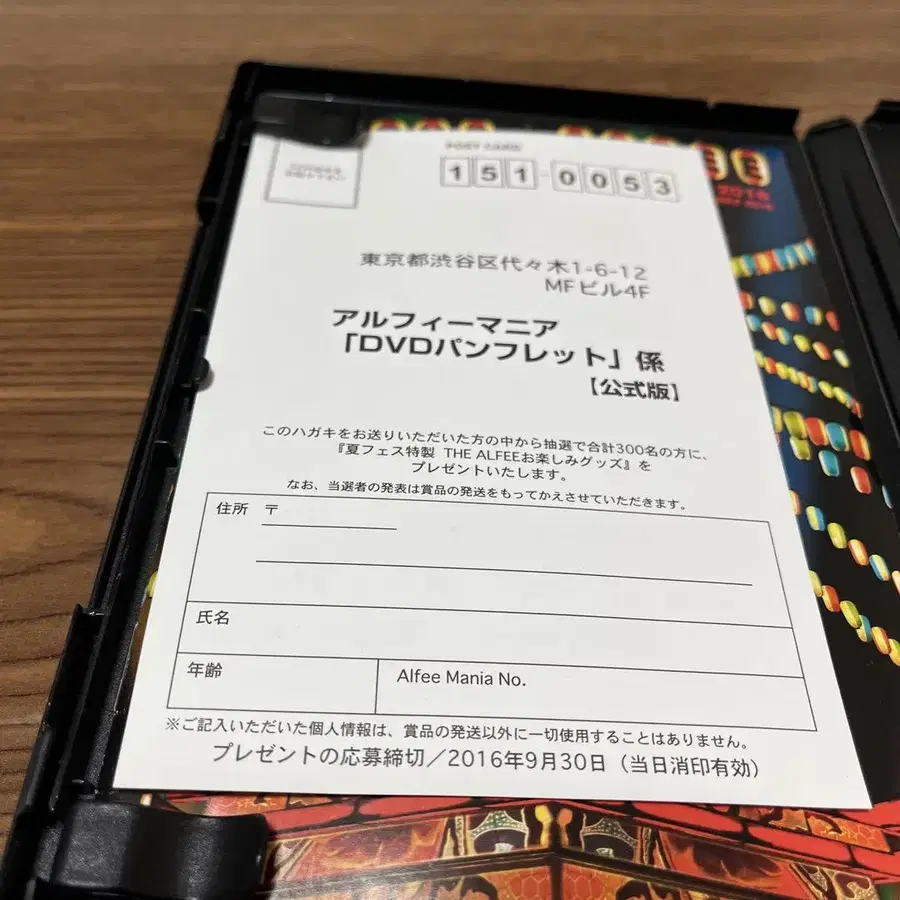 POST CARD
151-0053
東京都渋谷区代々木1-6-12
MFビル4F
アルフィーマニア
「DVDパンフレット」係
【公式版】
このハガキをお送りいただいた方の中から抽選で合計300名の方に、
『夏フェス特製 THE ALFEEお楽しみグッズ』を
プレゼントいたします。
なお、当選者の発表は賞品の発送をもってかえさせていただきます。
住所 〒
氏名
年齢
Alfee Mania No.
※ご記入いただいた個人情報は、賞品の発送以外に一切使用することはありません。
プレゼントの応募締切／2016年9月30日（当日消印有効）